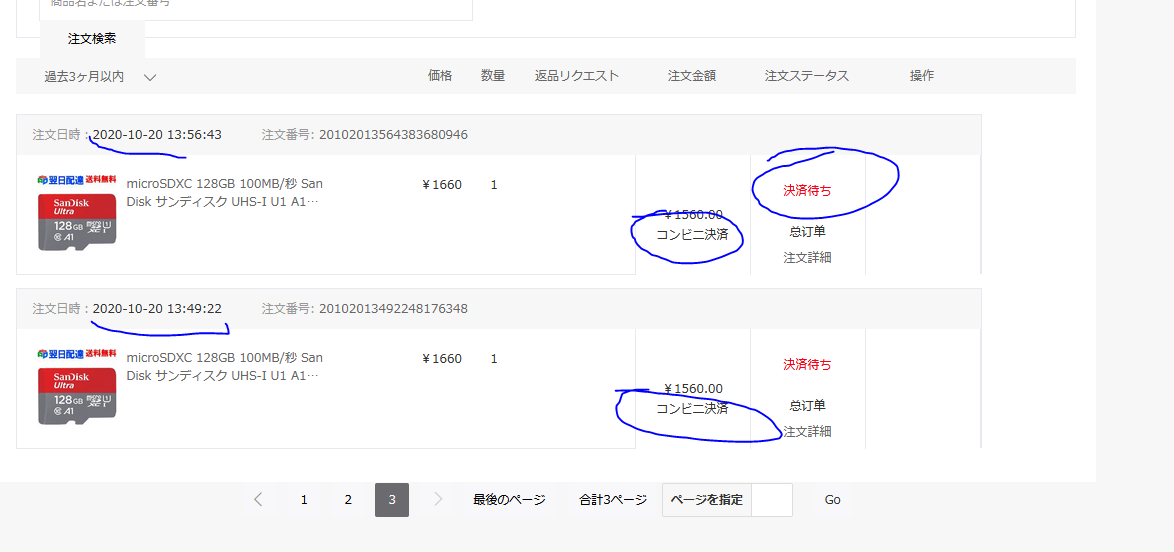 商品名または注文番号
注文検索
過去3ヶ月以内 価格 数量 返品リクエスト 注文金額 注文ステータス 操作
注文日時 : 2020-10-20 13:56:43 注文番号: 20102013564383680946
翌日配達 送料無料
SanDisk
Ultra
128GB microSDXC I U1
A1
microSDXC 128GB 100MB/秒 San
Disk サンディスク UHS-I U1 A1…
¥1660 1
¥1560.00
コンビニ決済
決済待ち
总订单
注文詳細
注文日時 : 2020-10-20 13:49:22 注文番号: 20102013492248176348
翌日配達 送料無料
SanDisk
Ultra
128GB microSDXC I U1
A1
microSDXC 128GB 100MB/秒 San
Disk サンディスク UHS-I U1 A1…
¥1660 1
¥1560.00
コンビニ決済
決済待ち
总订单
注文詳細
1 2 3 最後のページ 合計3ページ ページを指定 Go